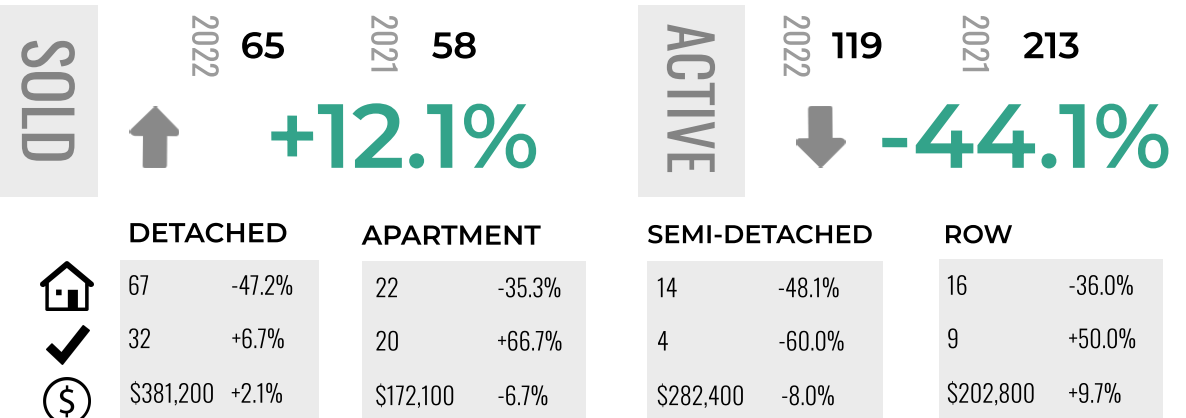 SOLD
2022 65 2021 58
+12.1%
ACTIVE
2022 119 2021 213
-44.1%
DETACHED
67 -47.2%
32 +6.7%
$381,200 +2.1%
APARTMENT
22 -35.3%
20 +66.7%
$172,100 -6.7%
SEMI-DETACHED
14 -48.1%
4 -60.0%
$282,400 -8.0%
ROW
16 -36.0%
9 +50.0%
$202,800 +9.7%